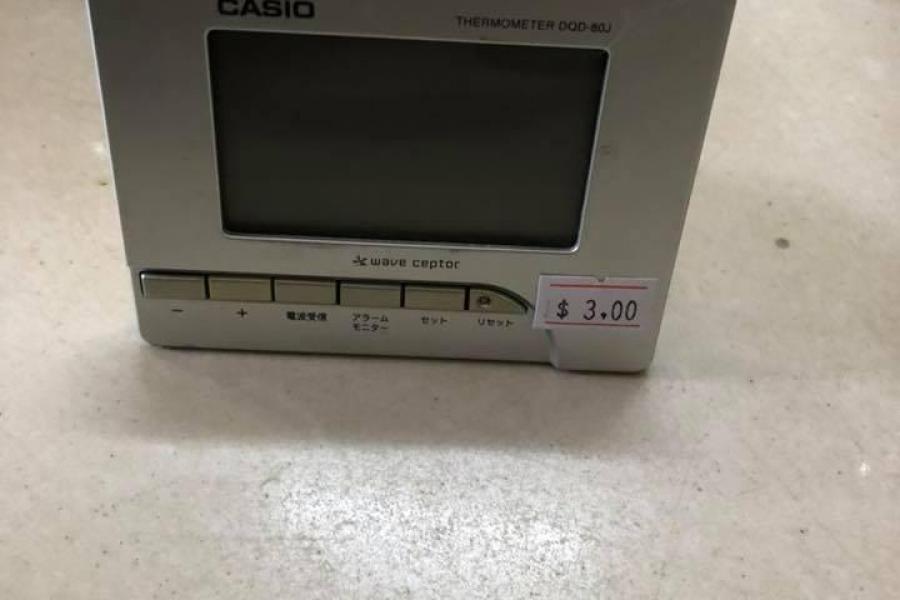 CASIO
THERMOMETER DQD-80J
wave ceptor
$ 3.00
－ ＋ 電波受信 アラーム モニター セット リセット